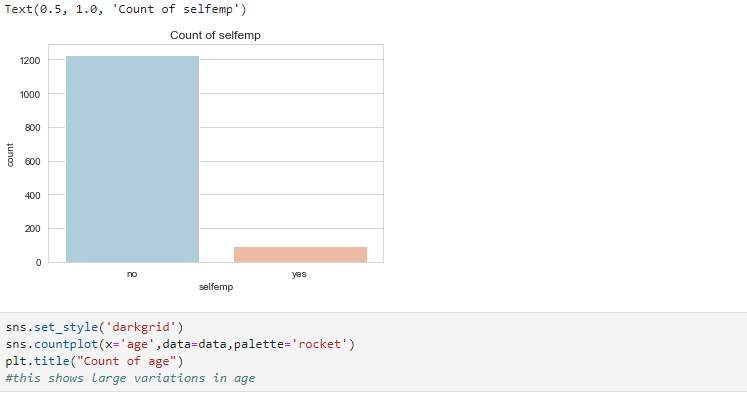 Text(0.5, 1.0, 'Count of selfemp')
Count of selfemp
1200
1000
800
600
400
200
0
count
no yes
selfemp
sns.set_style('darkgrid')
sns.countplot(x='age',data=data,palette='rocket')
plt.title("Count of age")
#this shows large variations in age